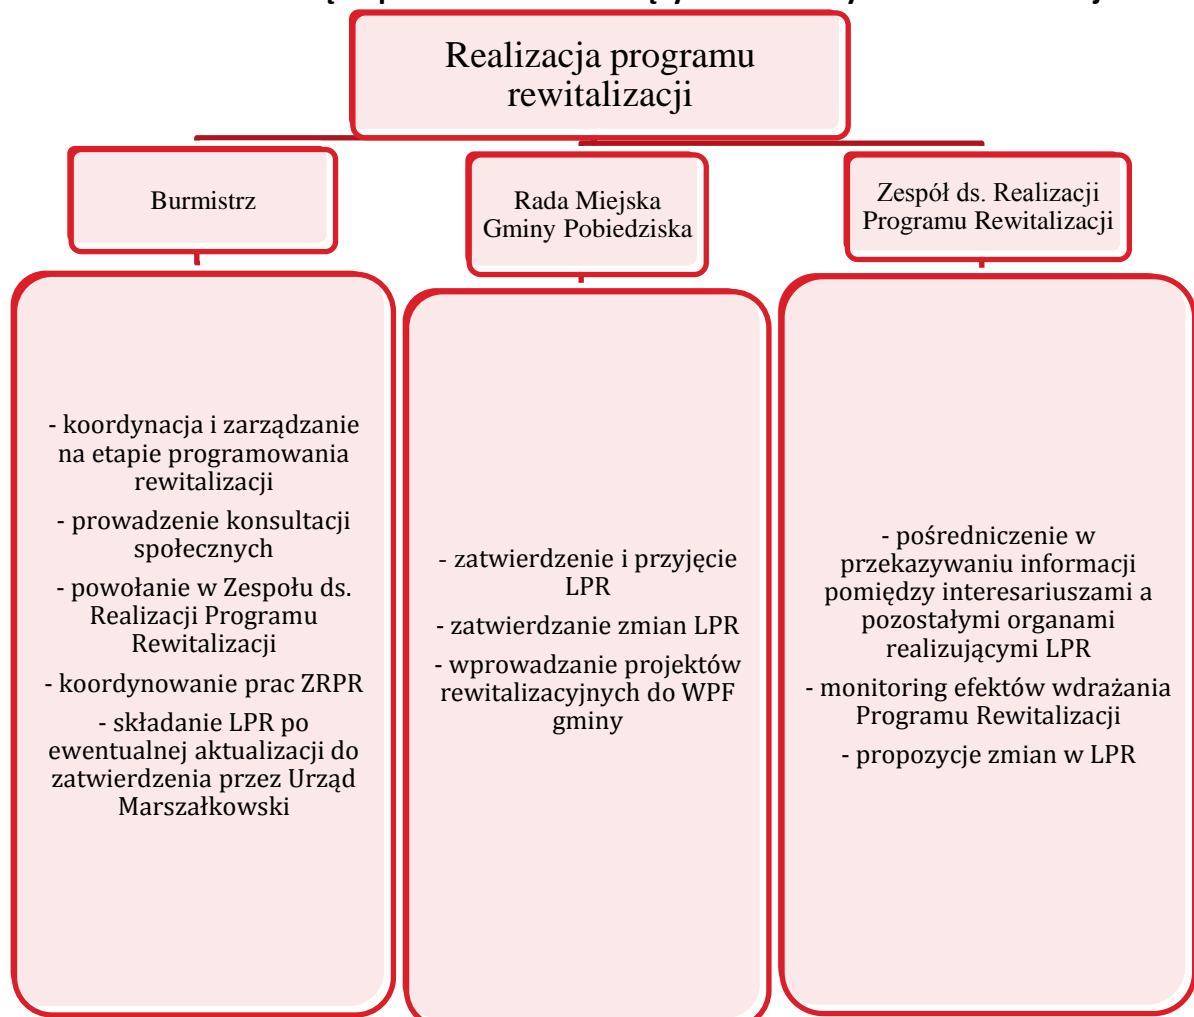 Realizacja programu
rewitalizacji
Burmistrz
Rada Miejska
Gminy Pobiedziska
Zespół ds. Realizacji
Programu Rewitalizacji
- koordynacja i zarządzanie
na etapie programowania
rewitalizacji
- prowadzenie konsultacji
społecznych
- powołanie w Zespołu ds.
Realizacji Programu
Rewitalizacji
- koordynowanie prac ZRPR
- składanie LPR po
ewentualnej aktualizacji do
zatwierdzenia przez Urząd
Marszałkowski
- zatwierdzenie i przyjęcie
LPR
- zatwierdzanie zmian LPR
- wprowadzanie projektów
rewitalizacyjnych do WPF
gminy
- pośredniczenie w
przekazywaniu informacji
pomiędzy interesariuszami a
pozostałymi organami
realizującymi LPR
- monitoring efektów wdrażania
Programu Rewitalizacji
- propozycje zmian w LPR